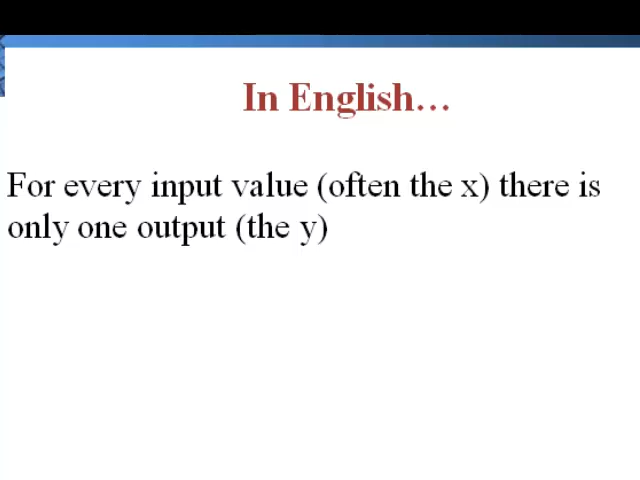 In English…
For every input value (often the x) there is
only one output (the y)